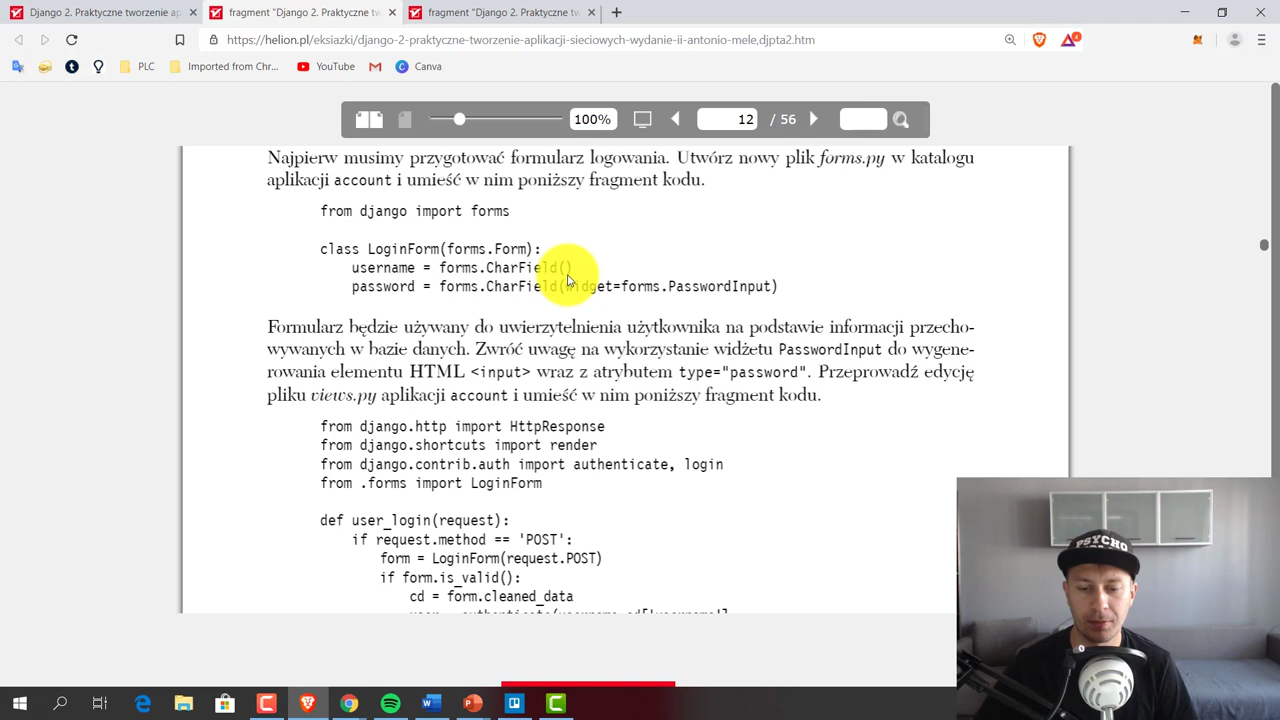 Django 2. Praktyczne tworzenie ap
fragment "Django 2. Praktyczne tw
fragment "Django 2. Praktyczne tw
https://helion.pl/eksiazki/django-2-praktyczne-tworzenie-aplikacji-sieciowych-wydanie-ii-antonio-mele,djpta2.htm
PLC
Imported from Chr...
YouTube
Canva
100%
12 / 56
Najpierw musimy przygotować formularz logowania. Utwórz nowy plik forms.py w katalogu
aplikacji account i umieść w nim poniższy fragment kodu.
from django import forms
class LoginForm(forms.Form):
username = forms.CharField()
password = forms.CharField(widget=forms.PasswordInput)
Formularz będzie używany do uwierzytelnienia użytkownika na podstawie informacji przecho-
wywanych w bazie danych. Zwróć uwagę na wykorzystanie widżetu PasswordInput do wygene-
rowania elementu HTML <input> wraz z atrybutem type="password". Przeprowadź edycję
pliku views.py aplikacji account i umieść w nim poniższy fragment kodu.
from django.http import HttpResponse
from django.shortcuts import render
from django.contrib.auth import authenticate, login
from .forms import LoginForm
def user_login(request):
if request.method == 'POST':
form = LoginForm(request.POST)
if form.is_valid():
cd = form.cleaned_data
PSYCHO